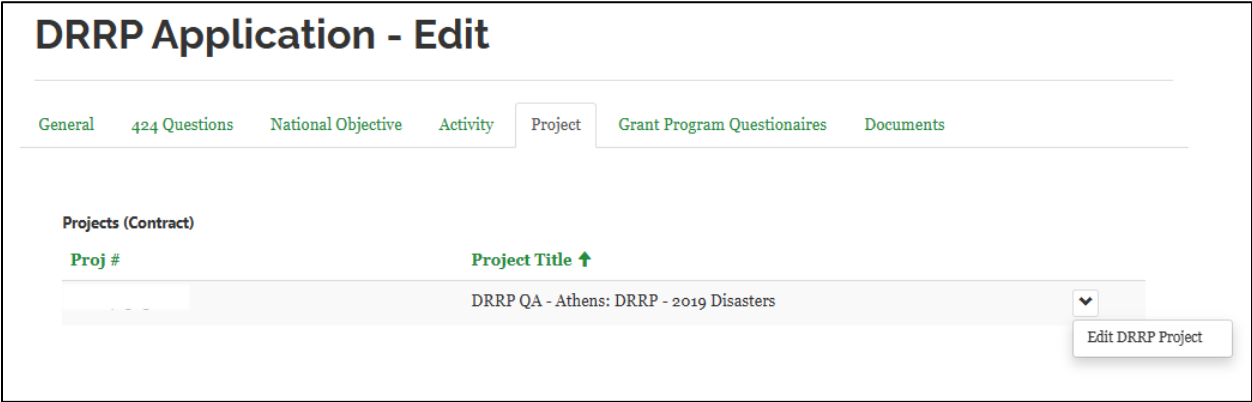 DRRP Application - Edit
General 424 Questions National Objective Activity Project Grant Program Questionaires Documents
Projects (Contract)
Proj # Project Title
DRRP QA - Athens: DRRP - 2019 Disasters
Edit DRRP Project